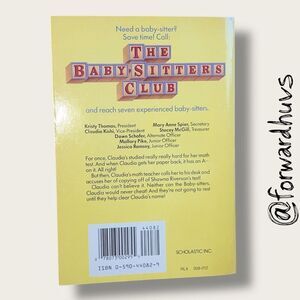 Need a baby-sitter?
Save time! Call:
THE
BABY-SITTERS
CLUB
and reach seven experienced baby-sitters.
Kristy Thomas, President
Claudia Kishi, Vice-President
Mary Anne Spier, Secretary
Stacey McGill, Treasurer
Dawn Schafer, Alternate Officer
Mallory Pike, Junior Officer
Jessica Ramsey, Junior Officer
For once, Claudia's studied really really hard for her math
test. And when Claudia gets her paper back, it has an A–
on it. All right!
But then, Claudia's math teacher calls her to his desk and
accuses her of copying off of Shawna Riverson's test!
Claudia can't believe it. Neither can the Baby-sitters.
Claudia would never cheat! And they're not going to stop
until they help clear Claudia's name!
44082
ISBN 0-590-44082-9
SCHOLASTIC INC.
@forwardhuvs